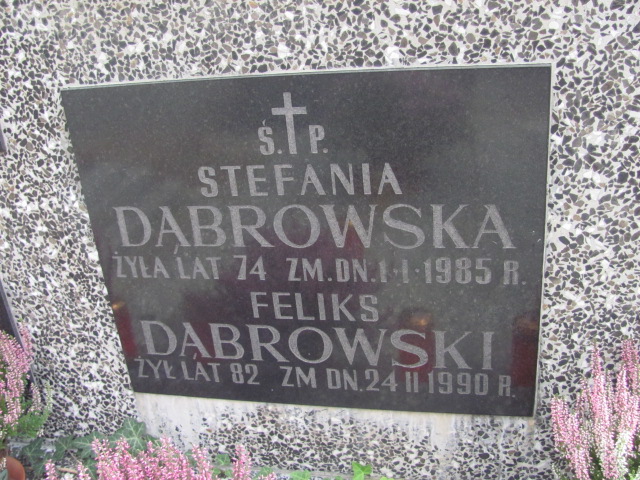 Ś.P.
STEFANIA
DĄBROWSKA
ŻYŁA LAT 74 ZM.DN.1·1·1985 R.
FELIKS
DĄBROWSKI
ŻYŁ LAT 82 ZM DN.24 II 1990 R.